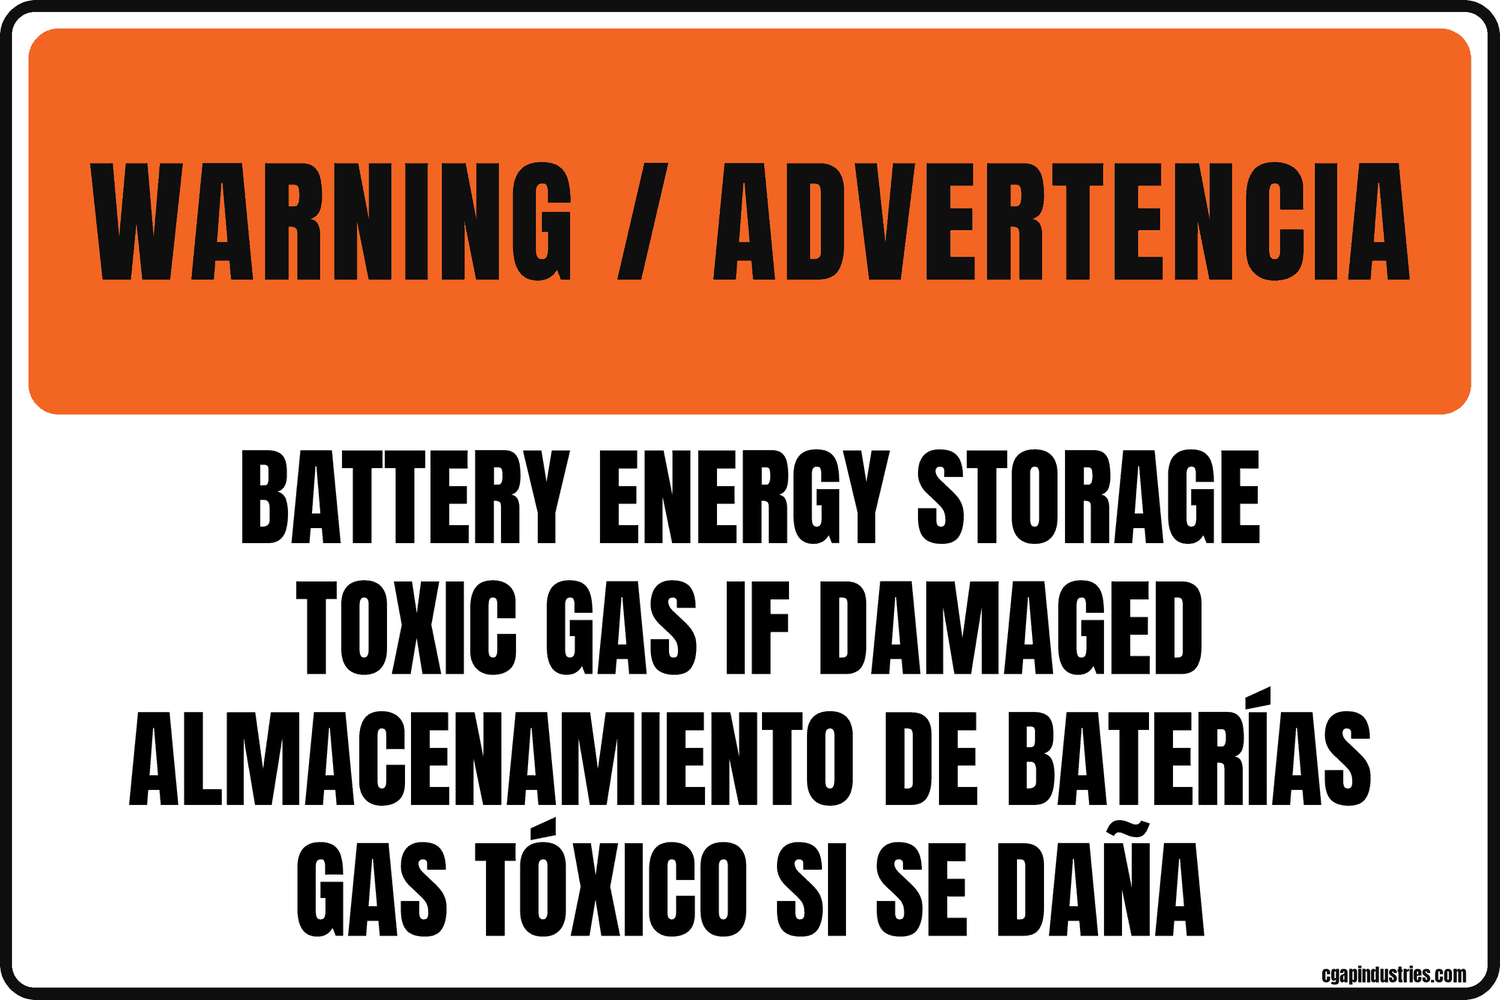 WARNING / ADVERTENCIA
BATTERY ENERGY STORAGE
TOXIC GAS IF DAMAGED
ALMACENAMIENTO DE BATERÍAS
GAS TÓXICO SI SE DAÑA
cgapindustries.com